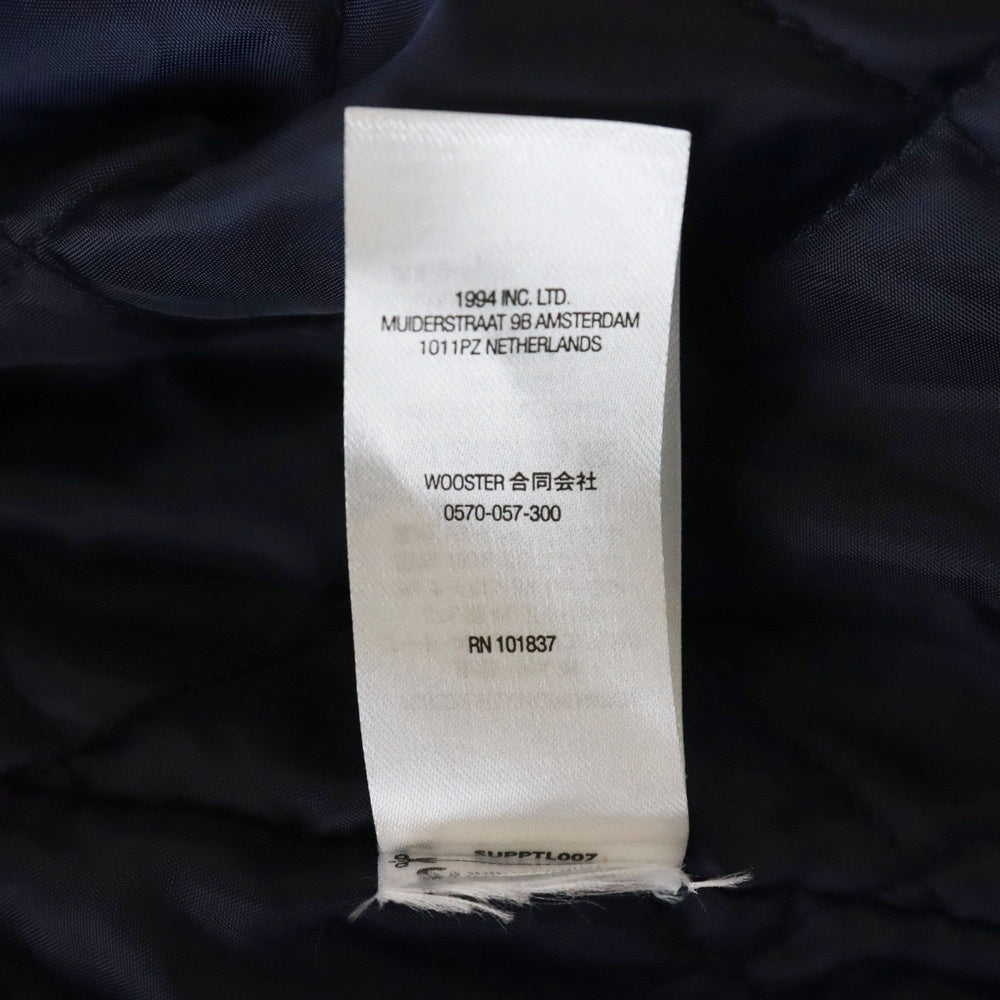 1994 INC. LTD.
MUIDERSTRAAT 9B AMSTERDAM
1011PZ NETHERLANDS
WOOSTER 合同会社
0570-057-300
RN 101837
SUPPTL007